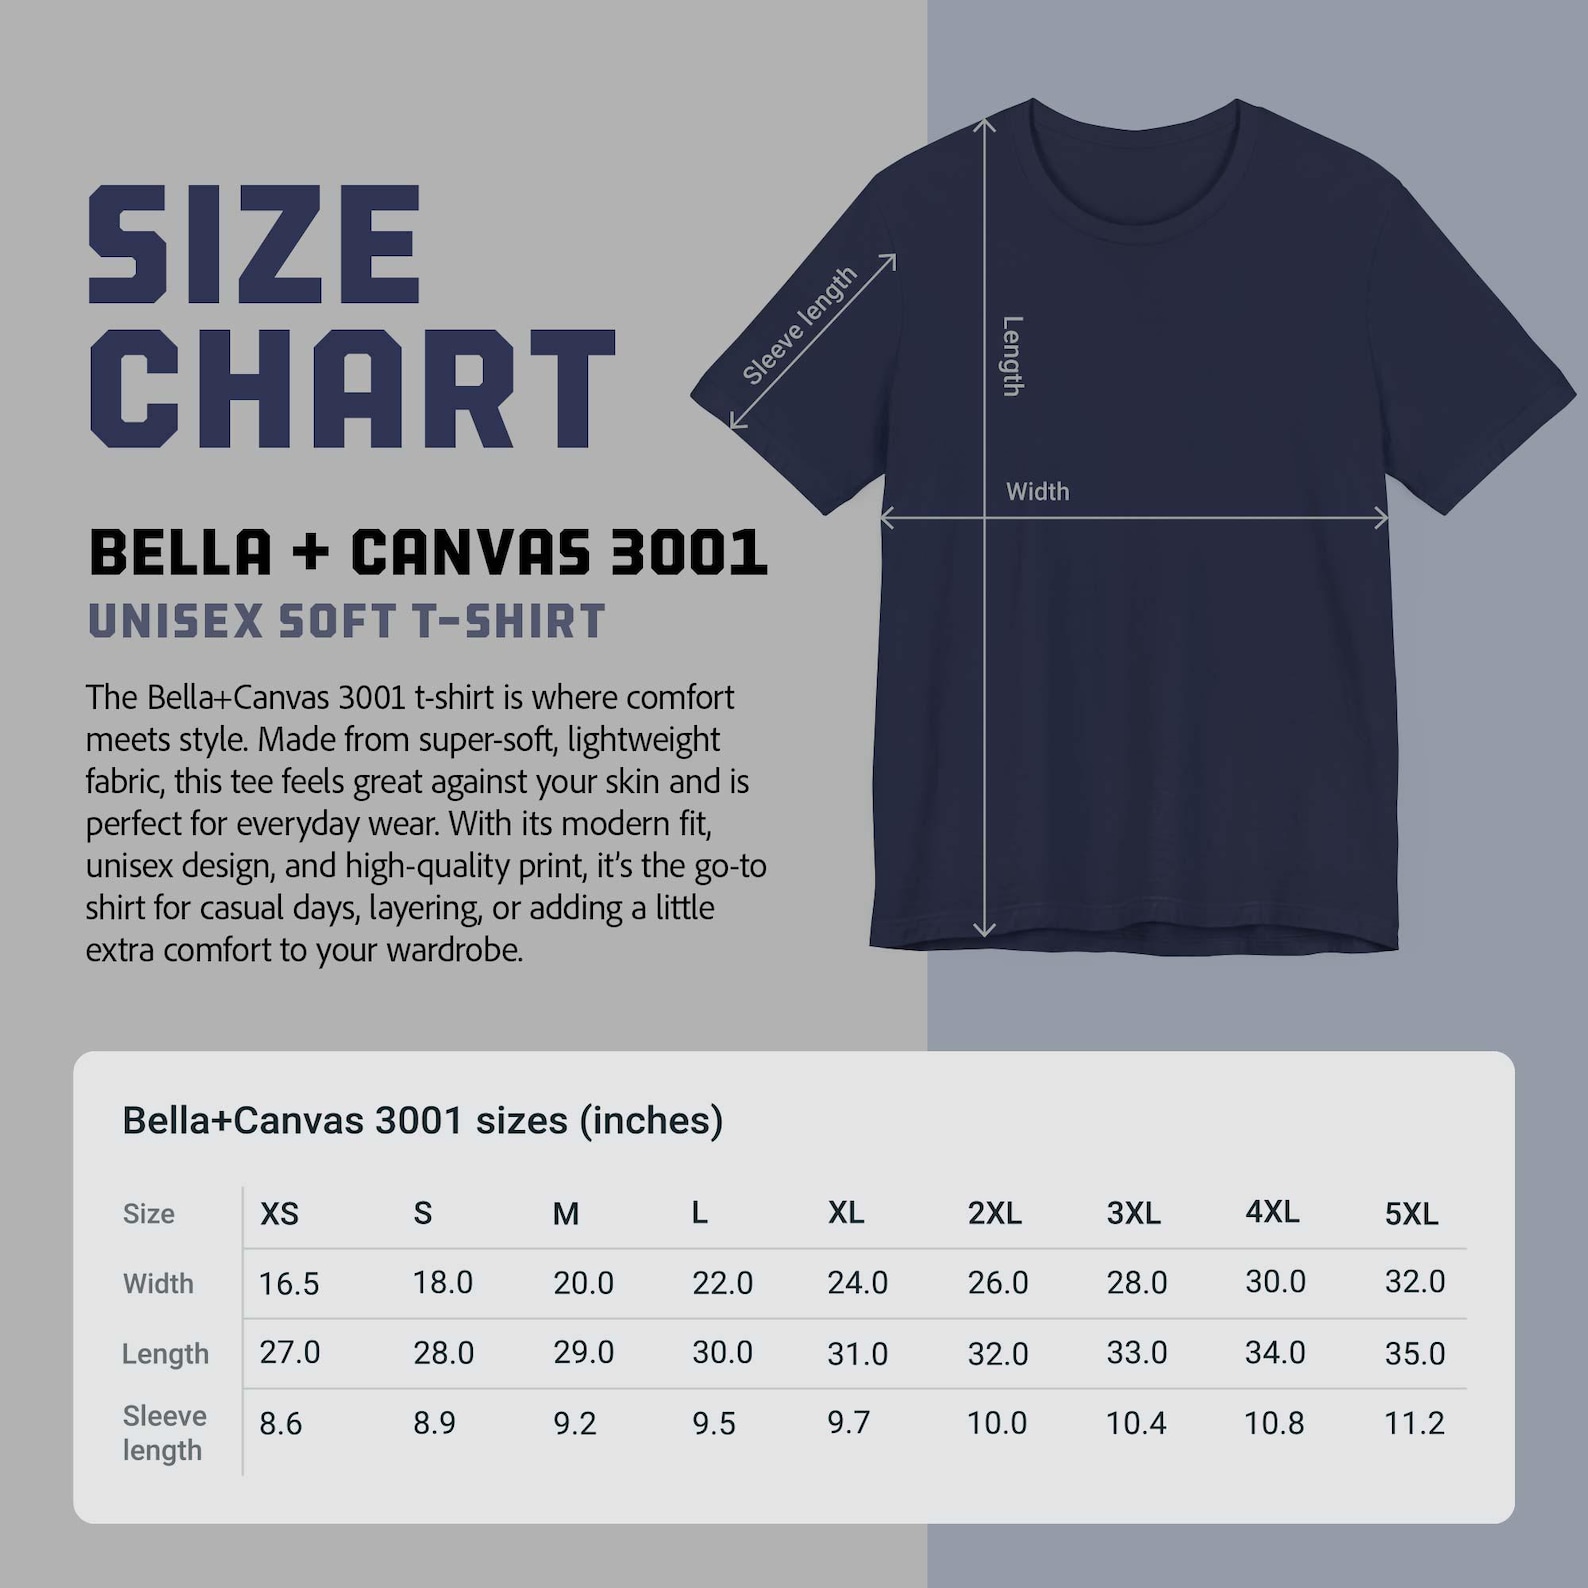 SIZE
CHART
BELLA + CANVAS 3001
UNISEX SOFT T-SHIRT
The Bella+Canvas 3001 t-shirt is where comfort
meets style. Made from super-soft, lightweight
fabric, this tee feels great against your skin and is
perfect for everyday wear. With its modern fit,
unisex design, and high-quality print, it's the go-to
shirt for casual days, layering, or adding a little
extra comfort to your wardrobe.
Sleeve length
Length
Width
Bella+Canvas 3001 sizes (inches)
Size XS S M L XL 2XL 3XL 4XL 5XL
Width 16.5 18.0 20.0 22.0 24.0 26.0 28.0 30.0 32.0
Length 27.0 28.0 29.0 30.0 31.0 32.0 33.0 34.0 35.0
Sleeve
length 8.6 8.9 9.2 9.5 9.7 10.0 10.4 10.8 11.2